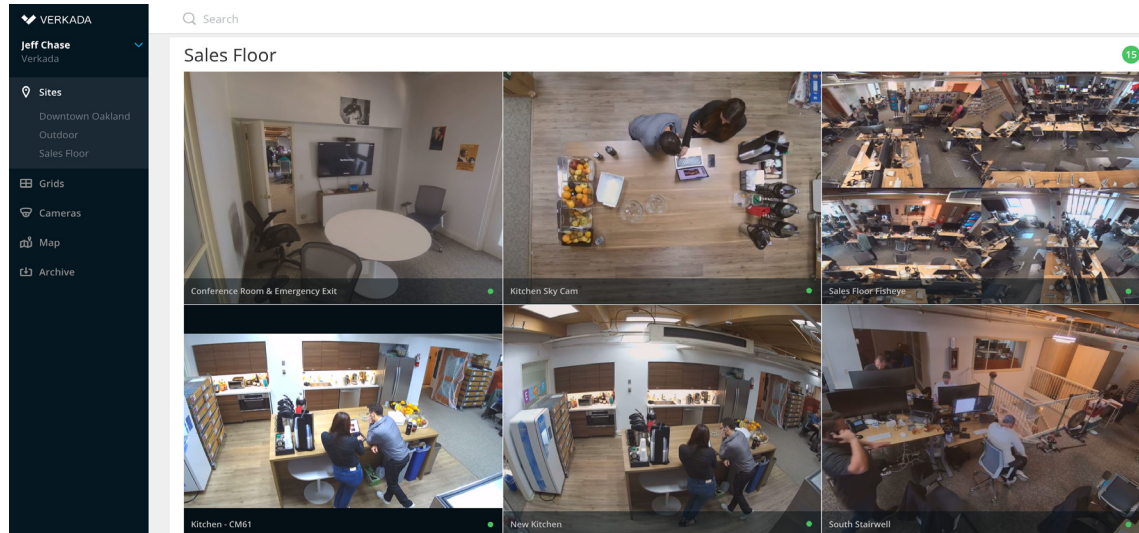 VERKADA
Jeff Chase
Verkada
Sites
Downtown Oakland
Outdoor
Sales Floor
Grids
Cameras
Map
Archive
Search
Sales Floor
15
Conference Room & Emergency Exit
Kitchen Sky Cam
Sales Floor Fisheye
Kitchen - CM61
New Kitchen
South Stairwell